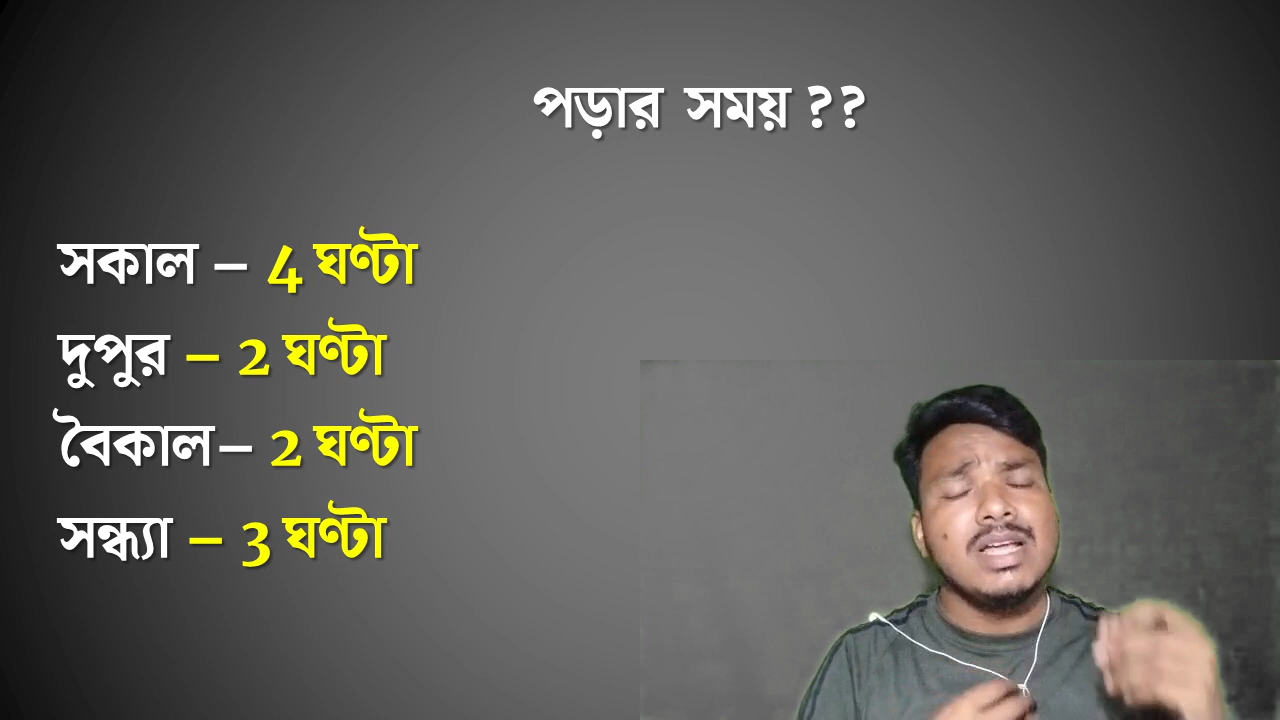 পড়ার সময় ??
সকাল – 4 ঘণ্টা
দুপুর – 2 ঘণ্টা
বৈকাল – 2 ঘণ্টা
সন্ধ্যা – 3 ঘণ্টা